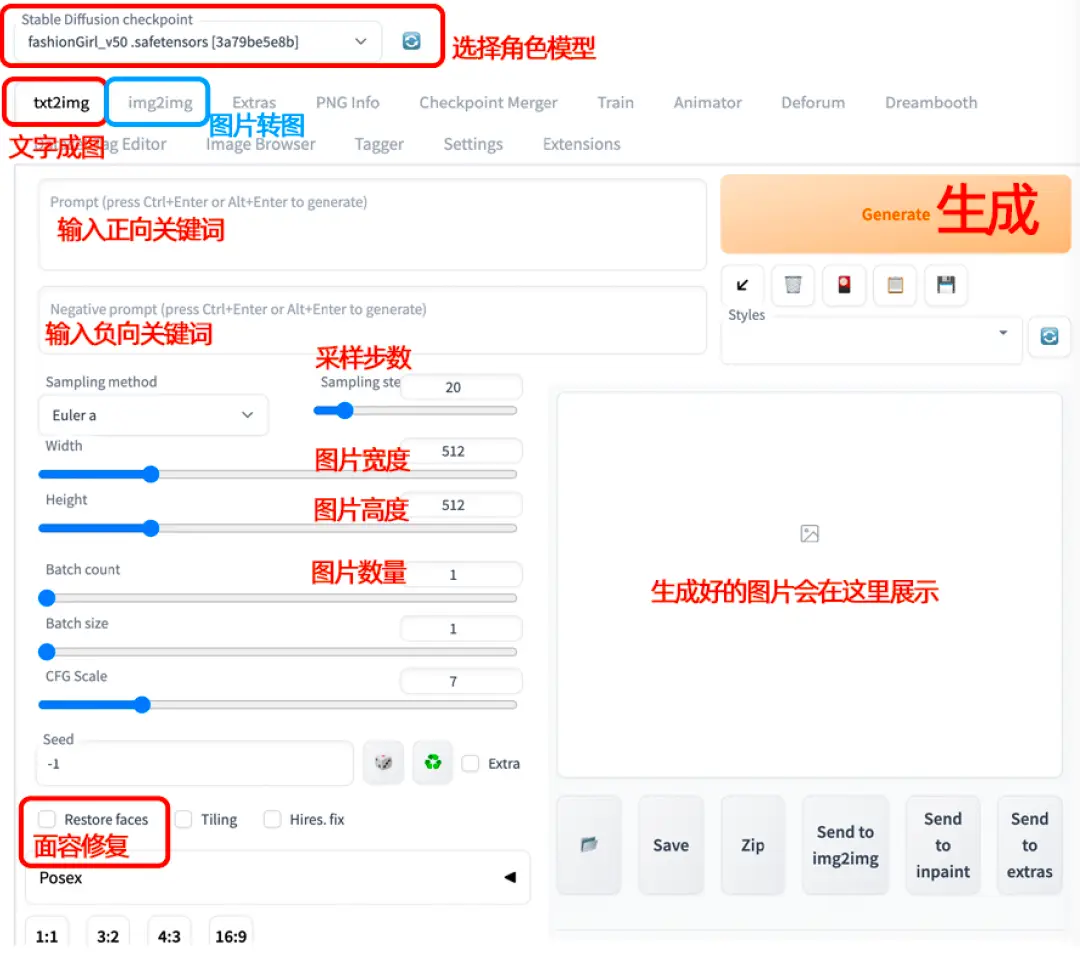 Stable Diffusion checkpoint
fashionGirl_v50 .safetensors [3a79be5e8b]
选择角色模型
txt2img img2img Extras PNG Info Checkpoint Merger Train Animator Deforum Dreambooth
图片转图
文字成图
Editor Image Browser Tagger Settings Extensions
Prompt (press Ctrl+Enter or Alt+Enter to generate)
输入正向关键词
Generate 生成
Negative prompt (press Ctrl+Enter or Alt+Enter to generate)
输入负向关键词
Styles
采样步数
Sampling method
Sampling ste 20
Euler a
Width 图片宽度 512
Height 图片高度 512
Batch count 图片数量 1
Batch size 1
CFG Scale 7
生成好的图片会在这里展示
Seed
-1
Extra
Restore faces Tiling Hires. fix
面容修复
Posex
1:1 3:2 4:3 16:9
Save
Zip
Send to
img2img
Send
to
inpaint
Send
to
extras